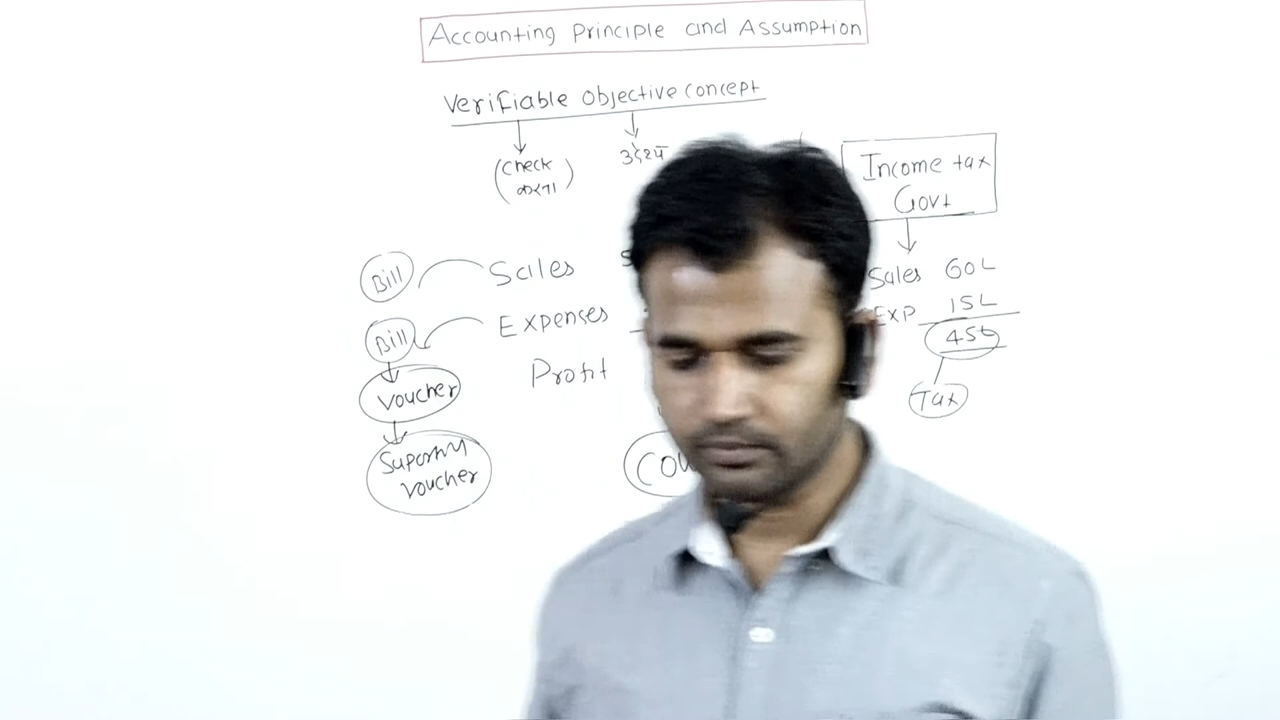 Accounting Principle and Assumption
Verifiable Objective concept
(Check
करना)
उद्देश्य
Income tax
Govt
Bill
Sales
Sales 60L
Bill
Expenses
EXP 15L
45L
Voucher
Profit
Tax
voucher